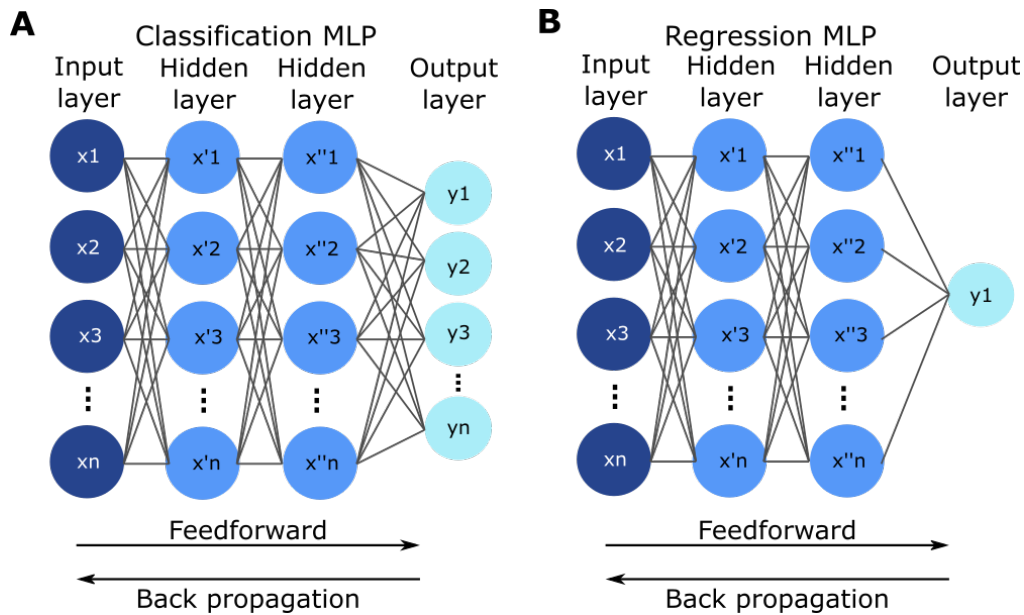 A
Classification MLP
Input
layer
Hidden
layer
Hidden
layer
Output
layer
x1
x'1
x''1
y1
x2
x'2
x''2
y2
x3
x'3
x''3
y3
xn
x'n
x''n
yn
Feedforward
Back propagation
B
Regression MLP
Input
layer
Hidden
layer
Hidden
layer
Output
layer
x1
x'1
x''1
x2
x'2
x''2
y1
x3
x'3
x''3
xn
x'n
x''n
Feedforward
Back propagation